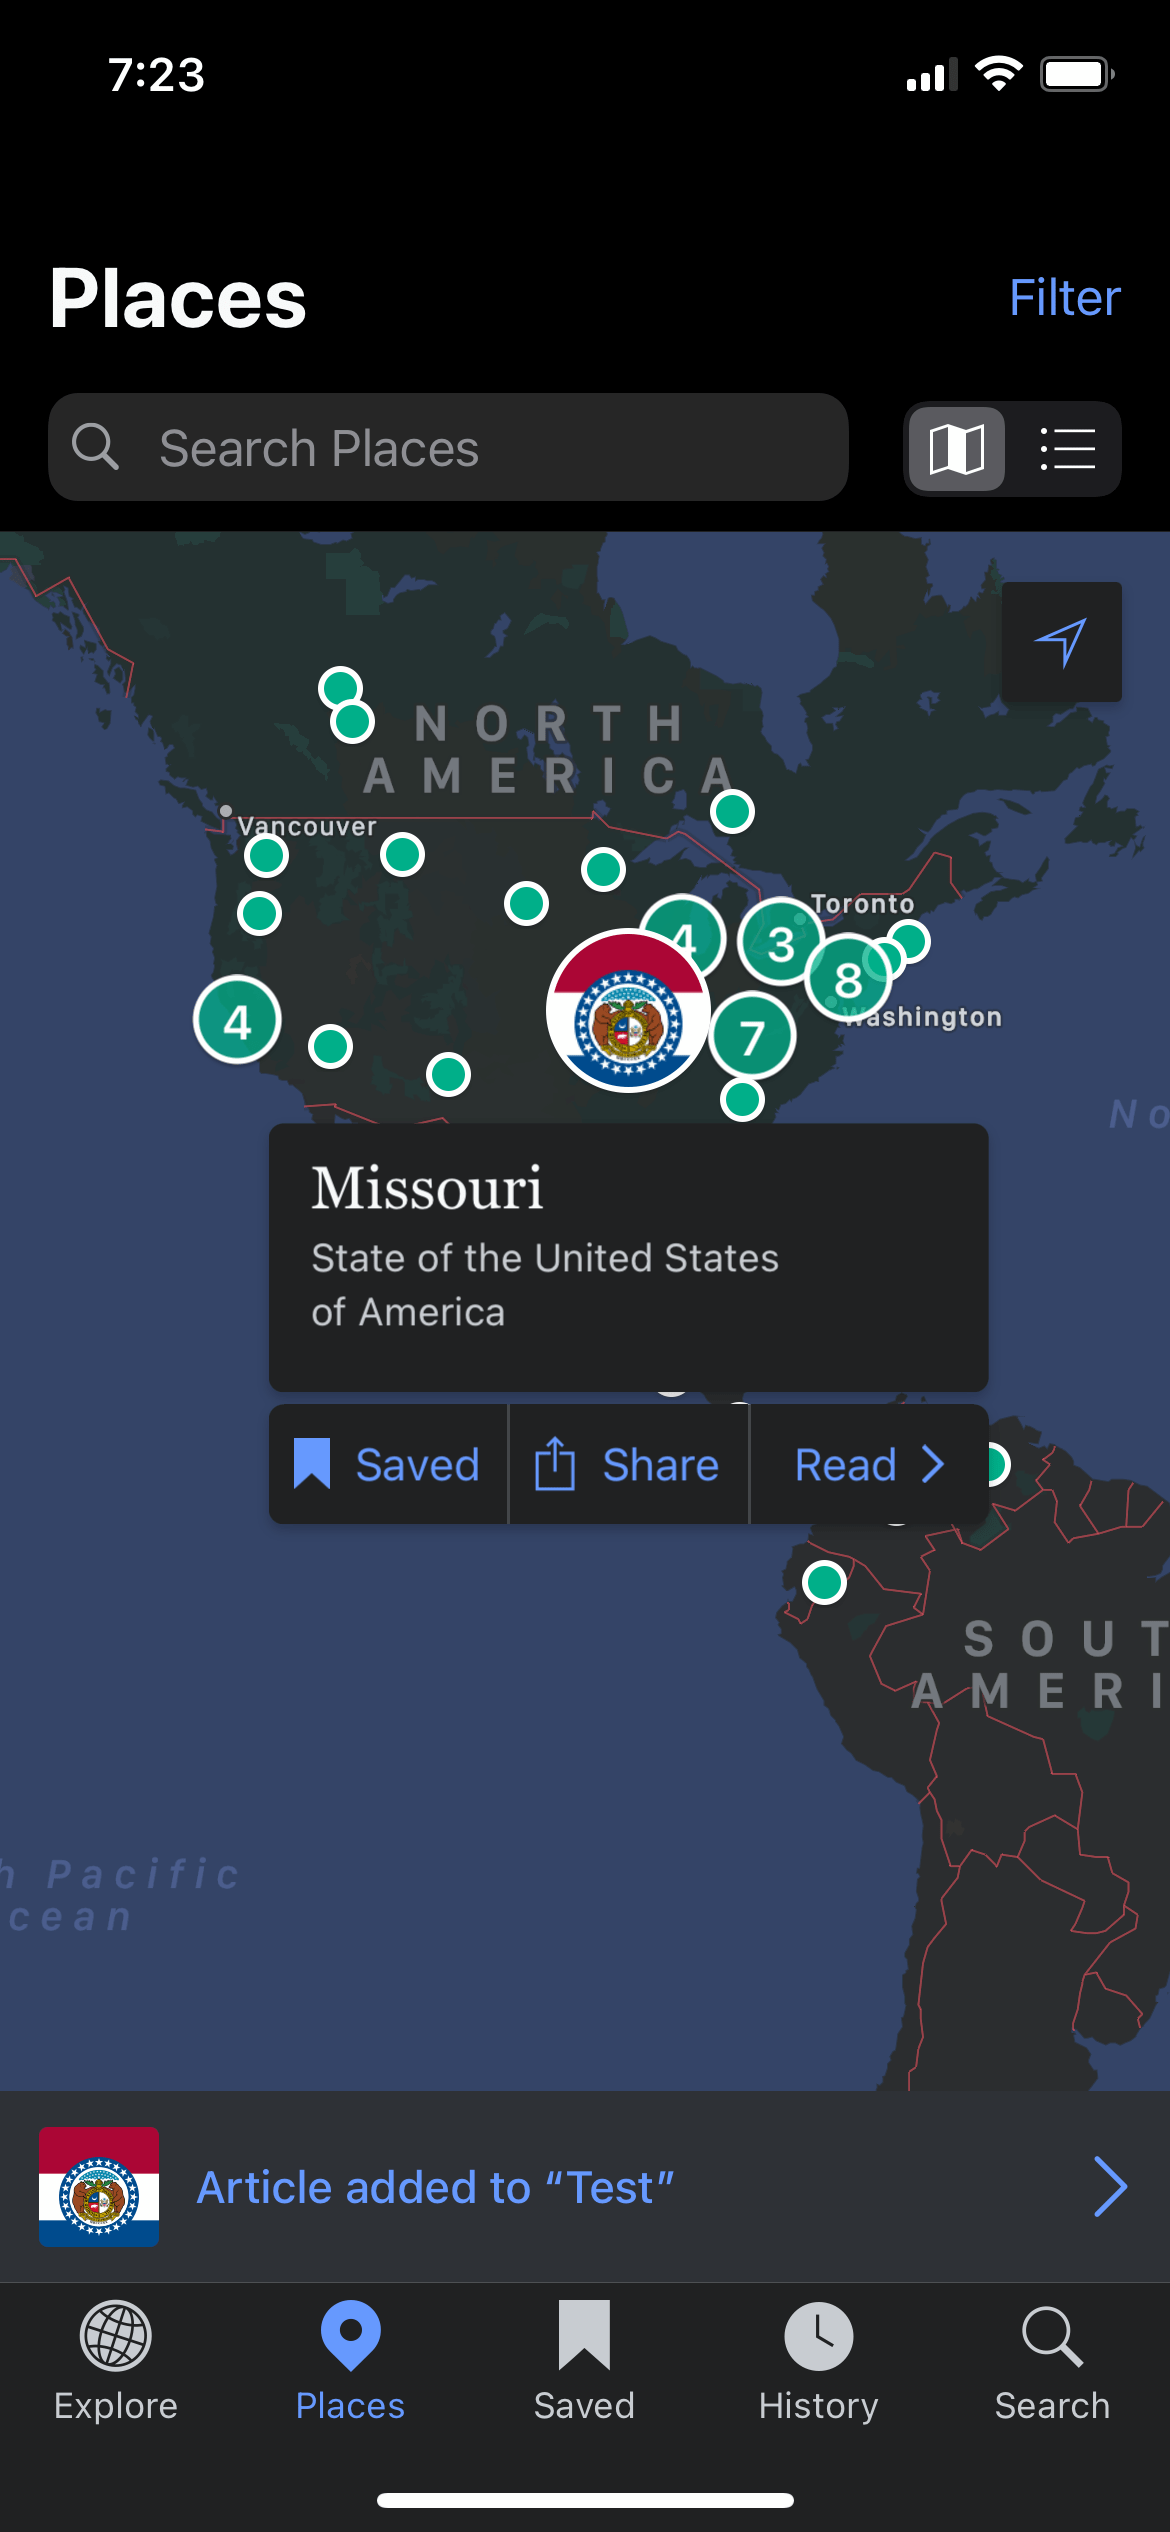 7:23
Places
Filter
Search Places
NORTH
AMERICA
Vancouver
Toronto
4
3
8
Washington
4
7
No
Missouri
State of the United States
of America
Saved
Share
Read
SOUT
AMERI
h Pacific
cean
Article added to “Test”
Explore
Places
Saved
History
Search